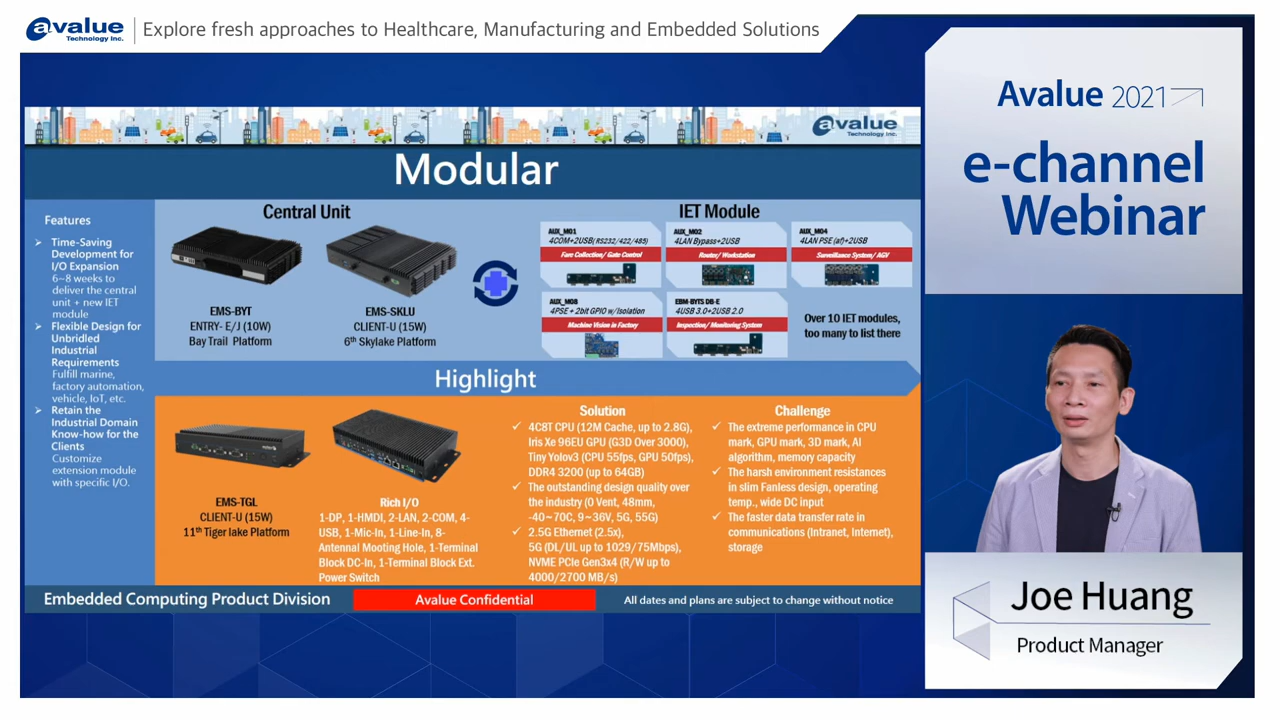 avalue
Technology Inc.
Explore fresh approaches to Healthcare, Manufacturing and Embedded Solutions
avalue
Technology Inc.
Modular
Features
➢ Time-Saving
Development for
I/O Expansion
6~8 weeks to
deliver the central
unit + new IET
module
➢ Flexible Design for
Unbridled
Industrial
Requirements
Fulfill marine,
factory automation,
vehicle, IoT, etc.
➢ Retain the
Industrial Domain
Know-how for the
Clients
Customize
extension module
with specific I/O.
Central Unit
EMS-BYT
ENTRY- E/J (10W)
Bay Trail Platform
EMS-SKLU
CLIENT-U (15W)
6th Skylake Platform
IET Module
AUX_M01
4COM+2USB(RS232/422/485)
Fare Collection/ Gate Control
AUX_M02
4LAN Bypass+2USB
Router/ Workstation
AUX_M04
4LAN PSE (af)+2USB
Surveillance System/ AGV
AUX_M08
4PSE + 2bit GPIO w/Isolation
Machine Vision in Factory
EBM-BYTS DB-E
4USB 3.0+2USB 2.0
Inspection/ Monitoring System
Over 10 IET modules,
too many to list there
Highlight
EMS-TGL
CLIENT-U (15W)
11th Tiger lake Platform
Rich I/O
1-DP, 1-HMDI, 2-LAN, 2-COM, 4-
USB, 1-Mic-In, 1-Line-In, 8-
Antennal Mooting Hole, 1-Terminal
Block DC-In, 1-Terminal Block Ext.
Power Switch
Solution
✓ 4C8T CPU (12M Cache, up to 2.8G),
Iris Xe 96EU GPU (G3D Over 3000),
Tiny Yolov3 (CPU 55fps, GPU 50fps),
DDR4 3200 (up to 64GB)
✓ The outstanding design quality over
the industry (0 Vent, 48mm,
-40~70C, 9~36V, 5G, 55G)
✓ 2.5G Ethernet (2.5x),
5G (DL/UL up to 1029/75Mbps),
NVME PCIe Gen3x4 (R/W up to
4000/2700 MB/s)
Challenge
✓ The extreme performance in CPU
mark, GPU mark, 3D mark, AI
algorithm, memory capacity
✓ The harsh environment resistances
in slim Fanless design, operating
temp., wide DC input
✓ The faster data transfer rate in
communications (Intranet, Internet),
storage
Embedded Computing Product Division
Avalue Confidential
All dates and plans are subject to change without notice
Avalue 2021
e-channel
Webinar
Joe Huang
Product Manager